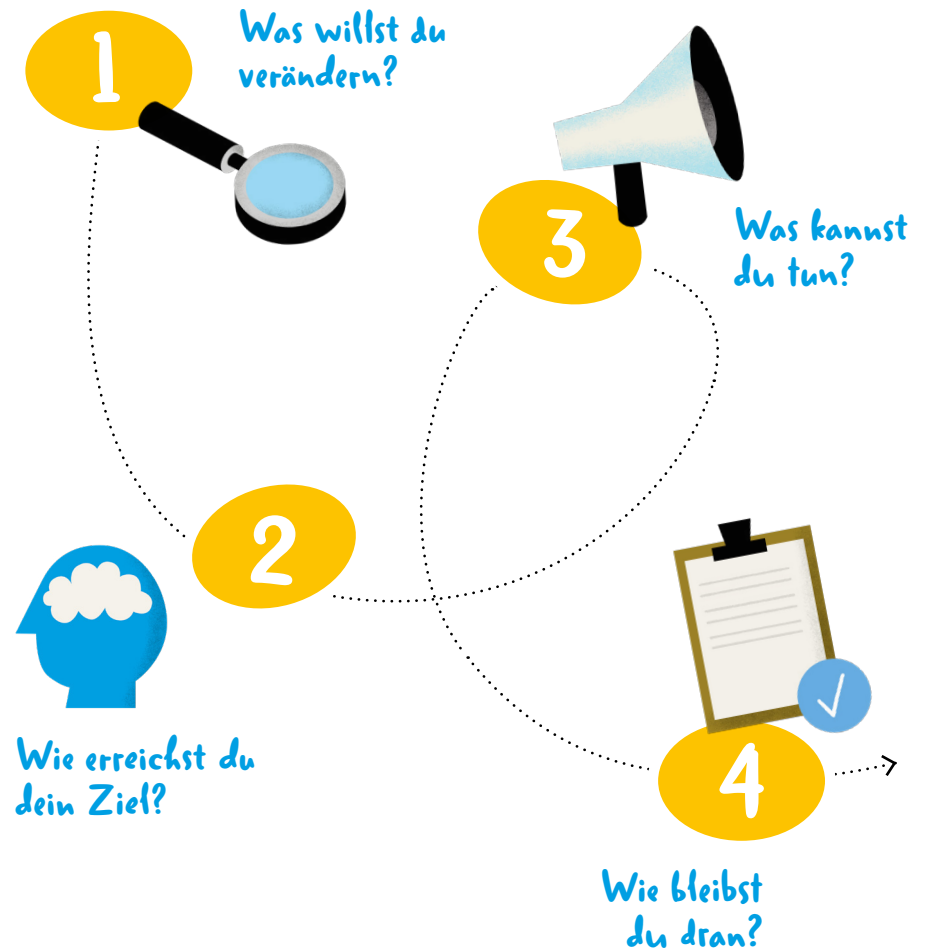 1
Was willst du
verändern?
2
Wie erreichst du
dein Ziel?
3
Was kannst
du tun?
4
Wie bleibst
du dran?